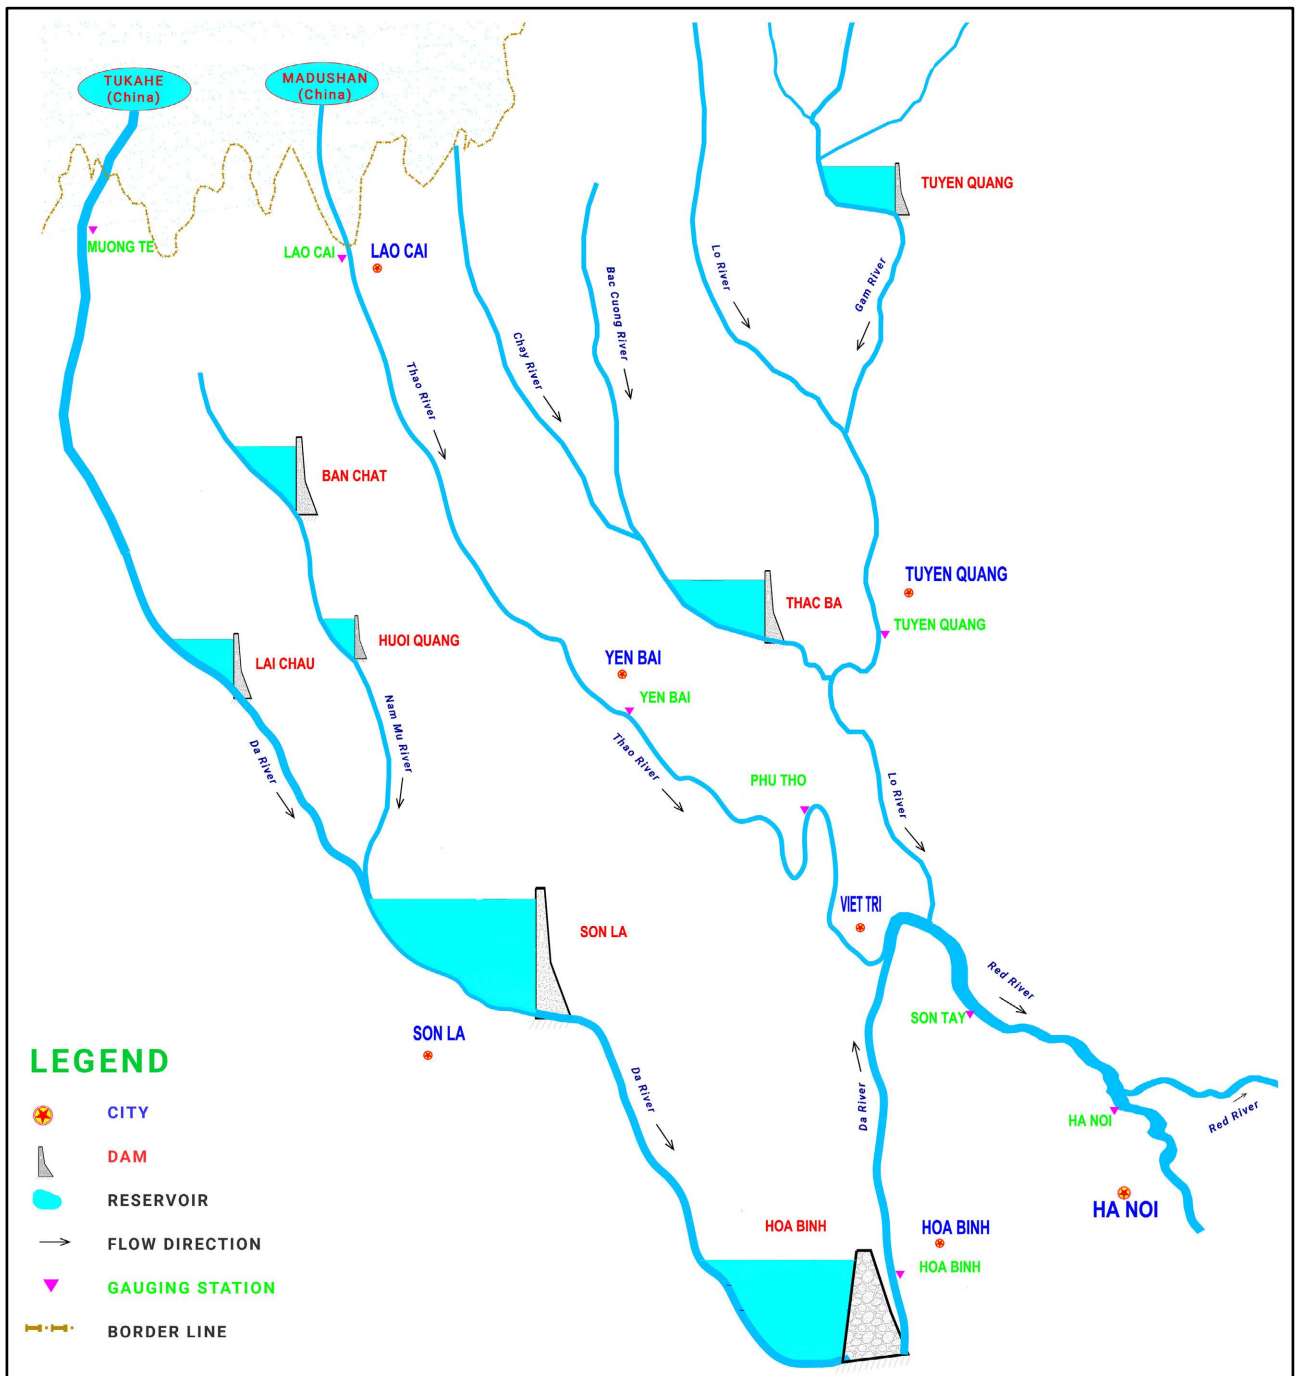 TUKAHE
(China)
MADUSHAN
(China)
TUYEN QUANG
MUONG TE
LAO CAI
LAO CAI
Lo River
Gam River
Bac Cuong River
Chay River
Thao River
BAN CHAT
TUYEN QUANG
THAC BA
TUYEN QUANG
HUOI QUANG
LAI CHAU
YEN BAI
YEN BAI
Nam Mu River
Da River
Thao River
PHU THO
Lo River
VIET TRI
SON LA
Red River
SON TAY
SON LA
Da River
Da River
HA NOI
Red River
HA NOI
HOA BINH
HOA BINH
HOA BINH
LEGEND
CITY
DAM
RESERVOIR
FLOW DIRECTION
GAUGING STATION
BORDER LINE